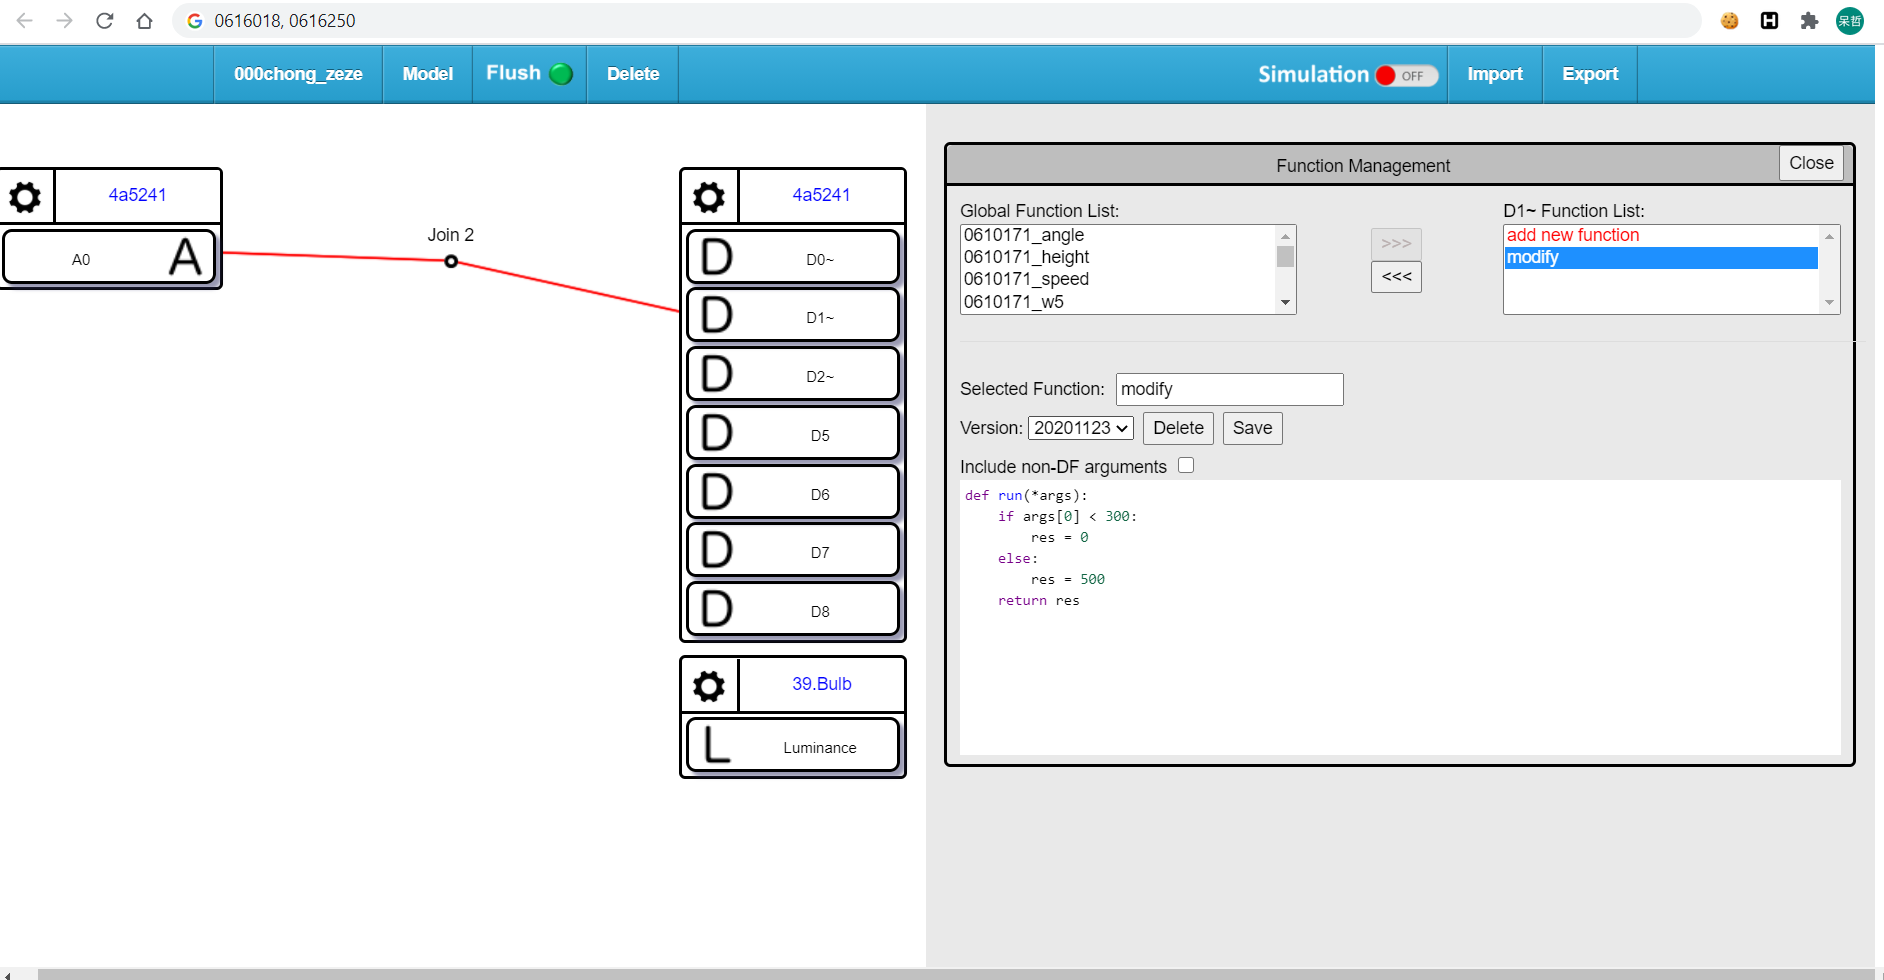 0616018, 0616250
呆哲
000chong_zeze
Model
Flush
Delete
Simulation
OFF
Import
Export
4a5241
A0
A
Join 2
4a5241
D
D0~
D
D1~
D
D2~
D
D5
D
D6
D
D7
D
D8
39.Bulb
L
Luminance
Function Management
Close
Global Function List:
0610171_angle
0610171_height
0610171_speed
0610171_w5
>>>
<<<
D1~ Function List:
add new function
modify
Selected Function: modify
Version: 20201123 Delete Save
Include non-DF arguments
def run(*args):
    if args[0] < 300:
        res = 0
    else:
        res = 500
    return res